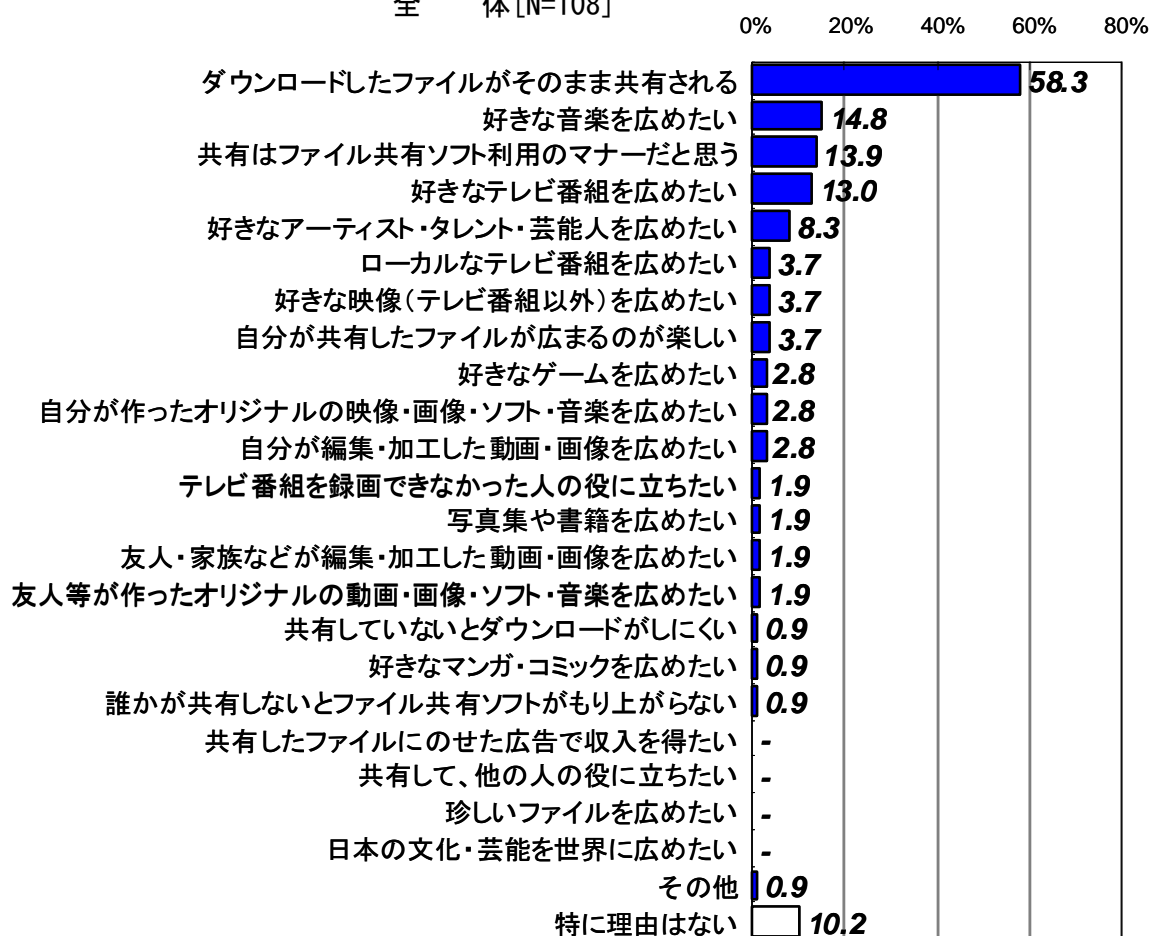 全 体[N=108]
0% 20% 40% 60% 80%
ダウンロードしたファイルがそのまま共有される 58.3
好きな音楽を広めたい 14.8
共有はファイル共有ソフト利用のマナーだと思う 13.9
好きなテレビ番組を広めたい 13.0
好きなアーティスト・タレント・芸能人を広めたい 8.3
ローカルなテレビ番組を広めたい 3.7
好きな映像(テレビ番組以外)を広めたい 3.7
自分が共有したファイルが広まるのが楽しい 3.7
好きなゲームを広めたい 2.8
自分が作ったオリジナルの映像・画像・ソフト・音楽を広めたい 2.8
自分が編集・加工した動画・画像を広めたい 2.8
テレビ番組を録画できなかった人の役に立ちたい 1.9
写真集や書籍を広めたい 1.9
友人・家族などが編集・加工した動画・画像を広めたい 1.9
友人等が作ったオリジナルの動画・画像・ソフト・音楽を広めたい 1.9
共有していないとダウンロードがしにくい 0.9
好きなマンガ・コミックを広めたい 0.9
誰かが共有しないとファイル共有ソフトがもり上がらない 0.9
共有したファイルにのせた広告で収入を得たい -
共有して、他の人の役に立ちたい -
珍しいファイルを広めたい -
日本の文化・芸能を世界に広めたい -
その他 0.9
特に理由はない 10.2